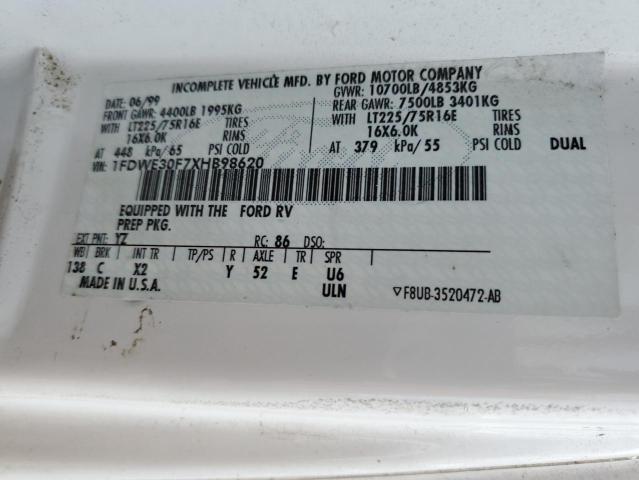 INCOMPLETE VEHICLE MFD. BY FORD MOTOR COMPANY
DATE: 06/99 GVWR: 10700LB/4853KG
FRONT GAWR: 4400LB 1995KG REAR GAWR: 7500LB 3401KG
WITH LT225/75R16E TIRES WITH LT225/75R16E TIRES
16X6.0K RIMS 16X6.0K RIMS
AT 448 kPa/65 PSI COLD AT 379 kPa/55 PSI COLD DUAL
VIN: 1FDWE30F7XHB98620
EQUIPPED WITH THE FORD RV
PREP PKG.
EXT PNT: YZ RC: 86 DSO:
WB BRK INT TR TP/PS R AXLE TR SPR
138 C X2 Y 52 E U6
MADE IN U.S.A. ULN ▽F8UB-3520472-AB